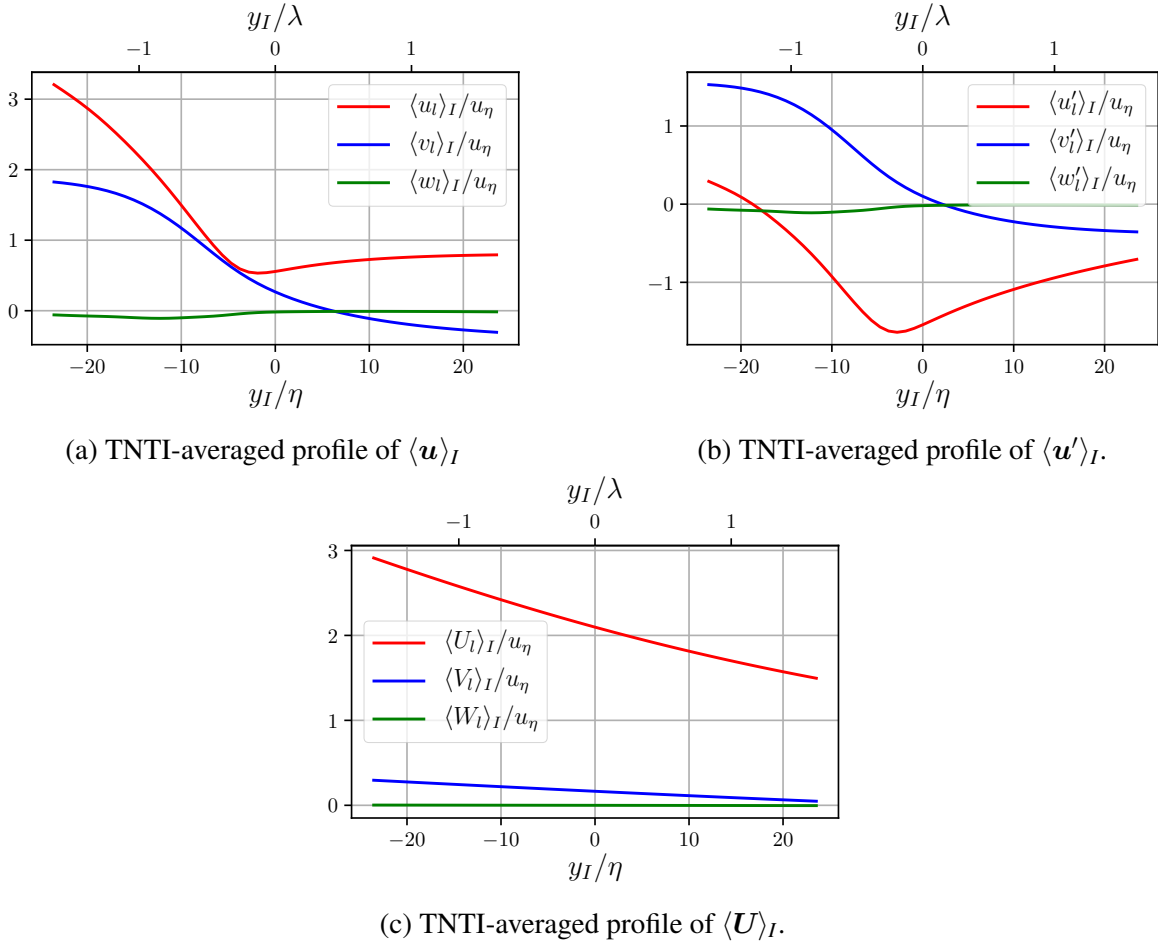 y_I/λ
−1 0 1
3
2
1
0
⟨u_l⟩_I/u_η
⟨v_l⟩_I/u_η
⟨w_l⟩_I/u_η
−20 −10 0 10 20
y_I/η
(a) TNTI-averaged profile of ⟨u⟩_I
y_I/λ
−1 0 1
1
0
−1
⟨u′_l⟩_I/u_η
⟨v′_l⟩_I/u_η
⟨w′_l⟩_I/u_η
−20 −10 0 10 20
y_I/η
(b) TNTI-averaged profile of ⟨u′⟩_I.
y_I/λ
−1 0 1
3
2
1
0
⟨U_l⟩_I/u_η
⟨V_l⟩_I/u_η
⟨W_l⟩_I/u_η
−20 −10 0 10 20
y_I/η
(c) TNTI-averaged profile of ⟨U⟩_I.